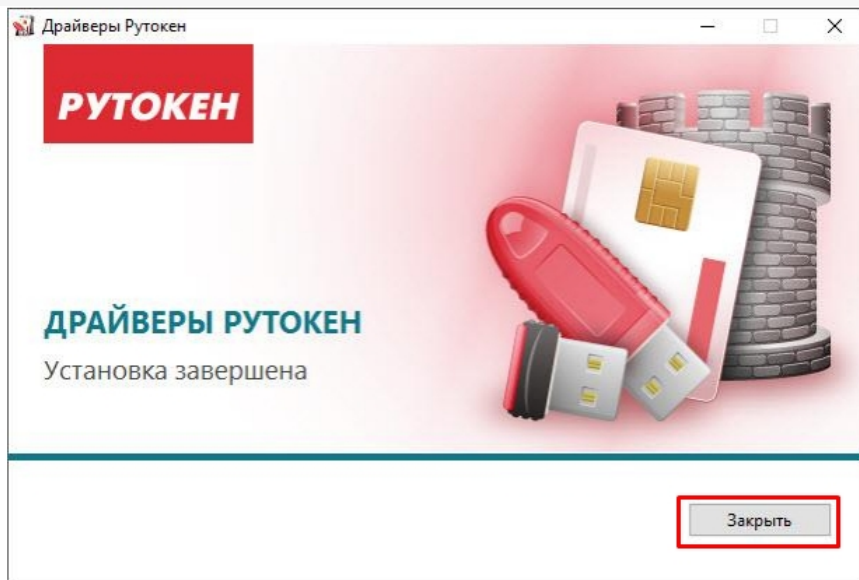 Драйверы Рутокен
РУТОКЕН
ДРАЙВЕРЫ РУТОКЕН
Установка завершена
Закрыть